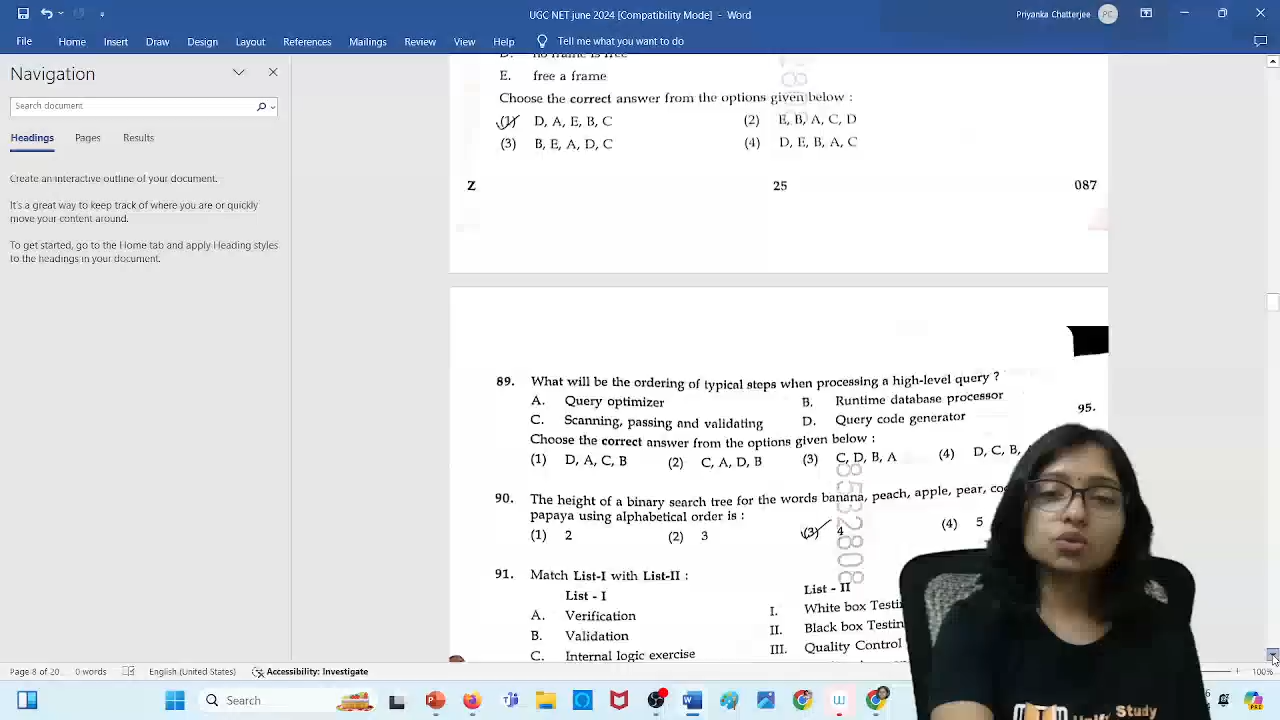 UGC NET June 2024 [Compatibility Mode] - Word
Priyanka Chatterjee PC
File Home Insert Draw Design Layout References Mailings Review View Help Tell me what you want to do
Navigation
Search document
Headings Pages Results
Create an interactive outline of your document.
It's a great way to keep track of where you are or quickly
move your content around.
To get started, go to the Home tab and apply Heading styles
to the headings in your document.
D. no frame is free
E. free a frame
Choose the correct answer from the options given below :
(1) D, A, E, B, C (2) E, B, A, C, D
(3) B, E, A, D, C (4) D, E, B, A, C
Z 25 087
89. What will be the ordering of typical steps when processing a high-level query ?
A. Query optimizer B. Runtime database processor
C. Scanning, passing and validating D. Query code generator
95.
Choose the correct answer from the options given below :
(1) D, A, C, B (2) C, A, D, B (3) C, D, B, A (4) D, C, B,
90. The height of a binary search tree for the words banana, peach, apple, pear,
papaya using alphabetical order is :
(1) 2 (2) 3 (3) 4 (4) 5
8532808
91. Match List-I with List-II :
List - I List - II
A. Verification I. White box
B. Validation II. Black box
C. Internal logic exercise III. Quality Control
Page 8 of 20 0 words English (United States) Accessibility: Investigate 100%
Search
Study